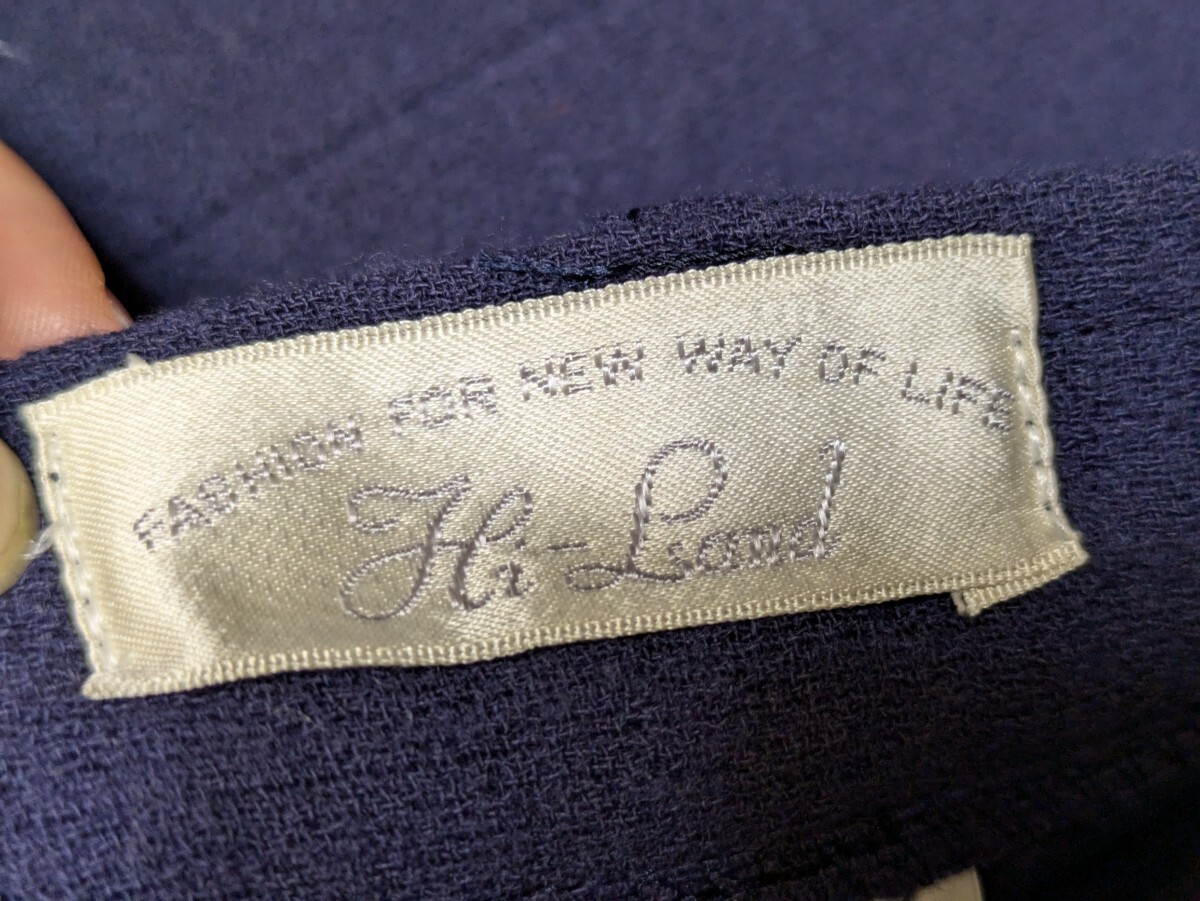 FASHION FOR NEW WAY OF LIFE
Hi-Land